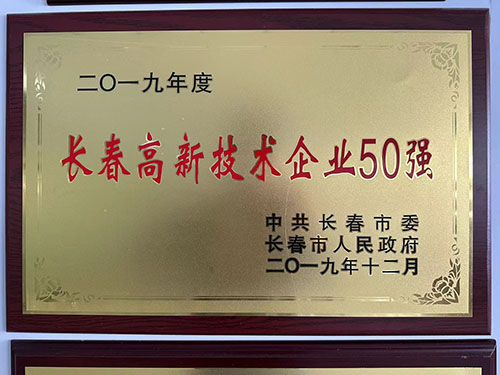 二〇一九年度
长春高新技术企业50强
中共长春市委
长春市人民政府
二〇一九年十二月